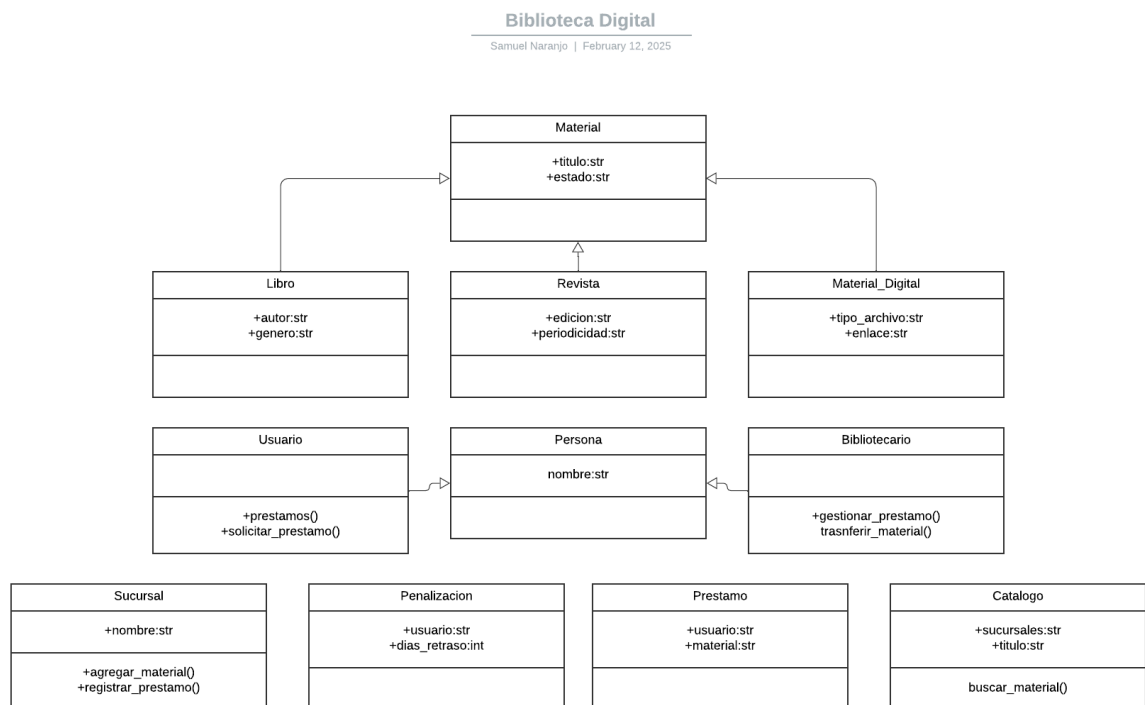 Biblioteca Digital
Samuel Naranjo | February 12, 2025
Material
+titulo:str
+estado:str
Libro
+autor:str
+genero:str
Revista
+edicion:str
+periodicidad:str
Material_Digital
+tipo_archivo:str
+enlace:str
Usuario
+prestamos()
+solicitar_prestamo()
Persona
nombre:str
Bibliotecario
+gestionar_prestamo()
trasnferir_material()
Sucursal
+nombre:str
+agregar_material()
+registrar_prestamo()
Penalizacion
+usuario:str
+dias_retraso:int
Prestamo
+usuario:str
+material:str
Catalogo
+sucursales:str
+titulo:str
buscar_material()